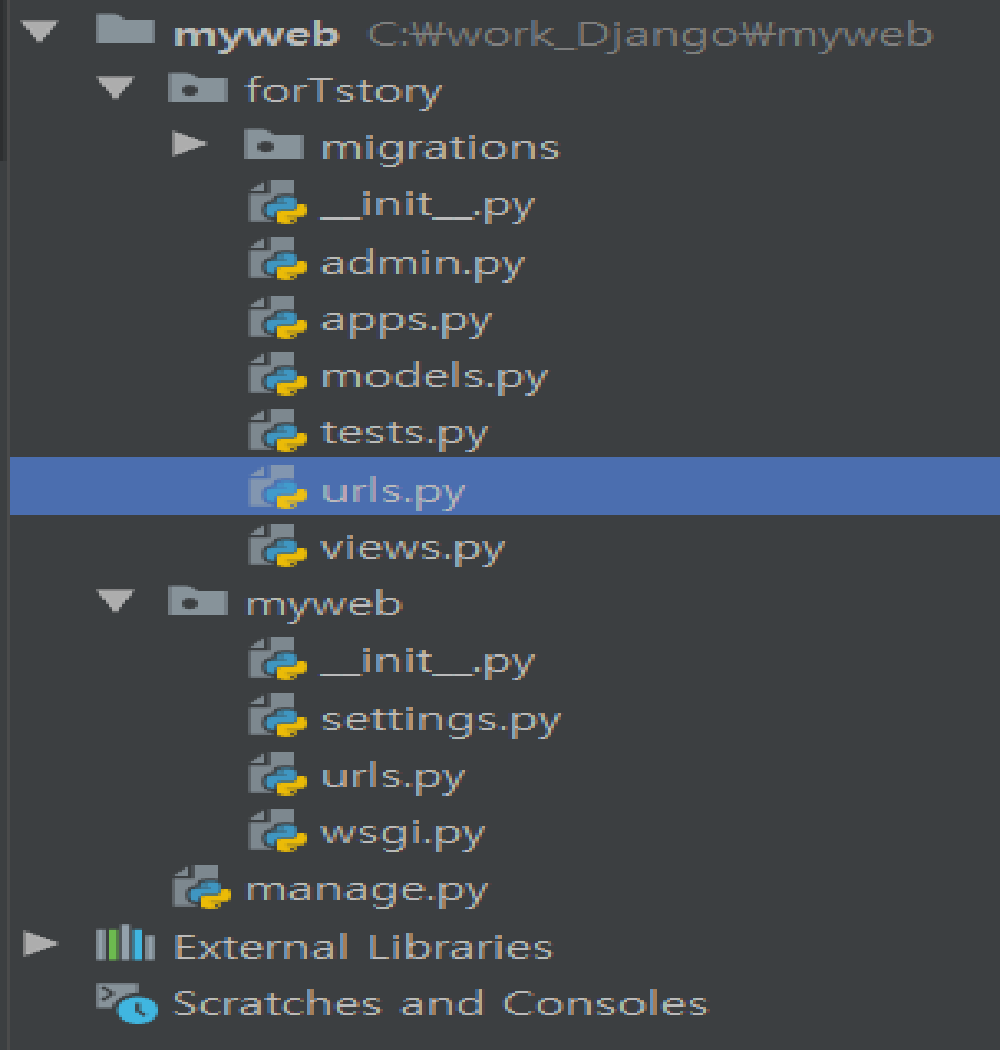 myweb C:₩work_Django₩myweb
forTstory
migrations
__init__.py
admin.py
apps.py
models.py
tests.py
urls.py
views.py
myweb
__init__.py
settings.py
urls.py
wsgi.py
manage.py
External Libraries
Scratches and Consoles